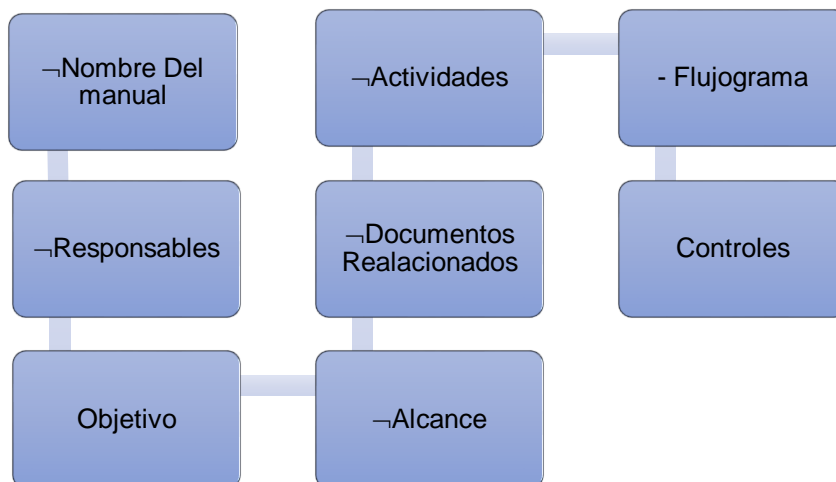 ¬Nombre Del
manual
¬Responsables
Objetivo
¬Alcance
¬Documentos
Realacionados
¬Actividades
- Flujograma
Controles